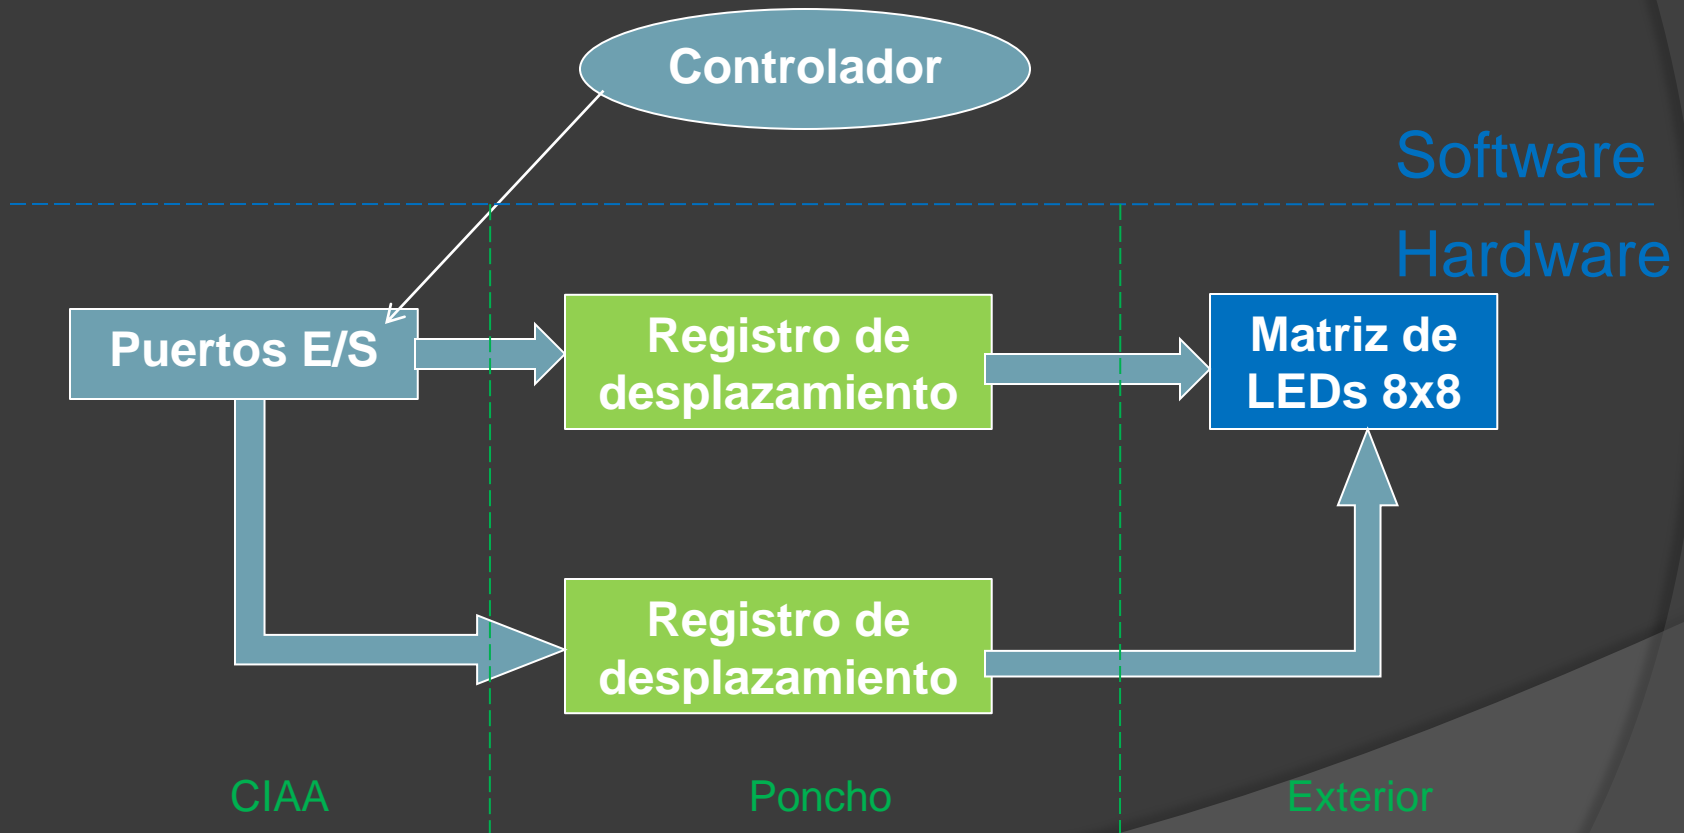 Controlador
Software
Hardware
Puertos E/S
Registro de
desplazamiento
Matriz de
LEDs 8x8
Registro de
desplazamiento
CIAA
Poncho
Exterior